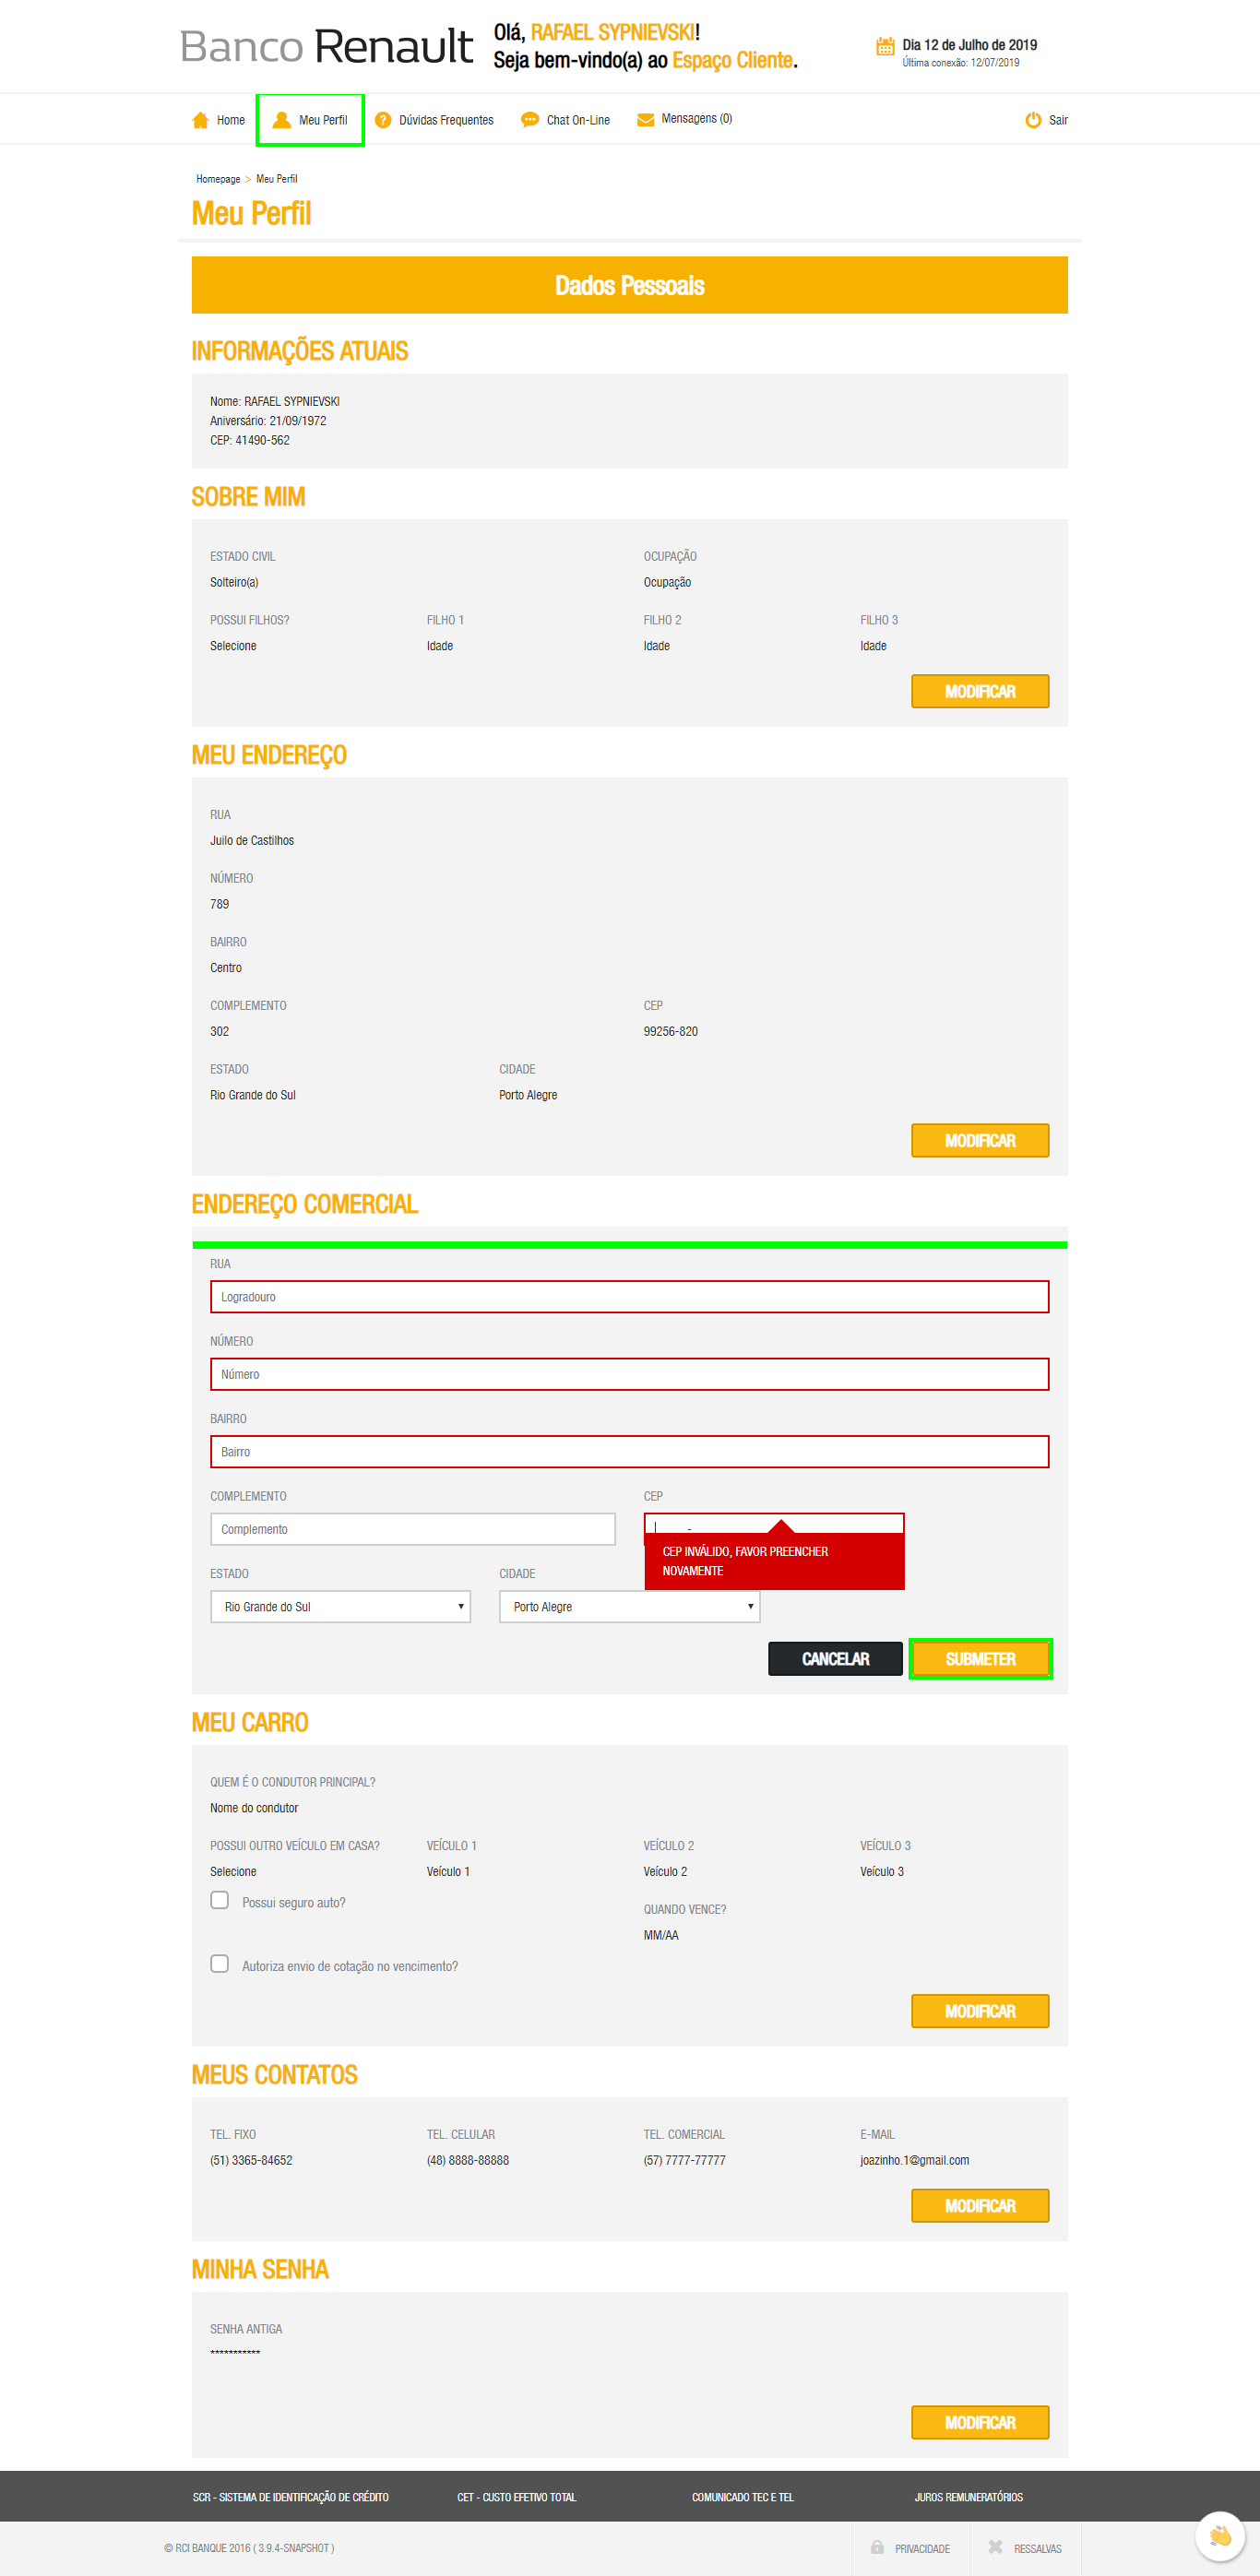 Banco Renault
Olá, RAFAEL SYPNIEVSKI!
Seja bem-vindo(a) ao Espaço Cliente.
Dia 12 de Julho de 2019
Última conexão: 12/07/2019
Home
Meu Perfil
Dúvidas Frequentes
Chat On-Line
Mensagens (0)
Sair
Homepage > Meu Perfil
Meu Perfil
Dados Pessoais
INFORMAÇÕES ATUAIS
Nome: RAFAEL SYPNIEVSKI
Aniversário: 21/09/1972
CEP: 41490-562
SOBRE MIM
ESTADO CIVIL
OCUPAÇÃO
Solteiro(a)
Ocupação
POSSUI FILHOS?
FILHO 1
FILHO 2
FILHO 3
Selecione
Idade
Idade
Idade
MODIFICAR
MEU ENDEREÇO
RUA
Juilo de Castilhos
NÚMERO
789
BAIRRO
Centro
COMPLEMENTO
CEP
302
99256-820
ESTADO
CIDADE
Rio Grande do Sul
Porto Alegre
MODIFICAR
ENDEREÇO COMERCIAL
RUA
Logradouro
NÚMERO
Número
BAIRRO
Bairro
COMPLEMENTO
CEP
Complemento
-
CEP INVÁLIDO, FAVOR PREENCHER
NOVAMENTE
ESTADO
CIDADE
Rio Grande do Sul
Porto Alegre
CANCELAR
SUBMETER
MEU CARRO
QUEM É O CONDUTOR PRINCIPAL?
Nome do condutor
POSSUI OUTRO VEÍCULO EM CASA?
VEÍCULO 1
VEÍCULO 2
VEÍCULO 3
Selecione
Veículo 1
Veículo 2
Veículo 3
Possui seguro auto?
QUANDO VENCE?
MM/AA
Autoriza envio de cotação no vencimento?
MODIFICAR
MEUS CONTATOS
TEL. FIXO
TEL. CELULAR
TEL. COMERCIAL
E-MAIL
(51) 3365-84652
(48) 8888-88888
(57) 7777-77777
joazinho.1@gmail.com
MODIFICAR
MINHA SENHA
SENHA ANTIGA
***********
MODIFICAR
SCR - SISTEMA DE IDENTIFICAÇÃO DE CRÉDITO
CET - CUSTO EFETIVO TOTAL
COMUNICADO TEC E TEL
JUROS REMUNERATÓRIOS
© RCI BANQUE 2016 ( 3.9.4-SNAPSHOT )
PRIVACIDADE
RESSALVAS